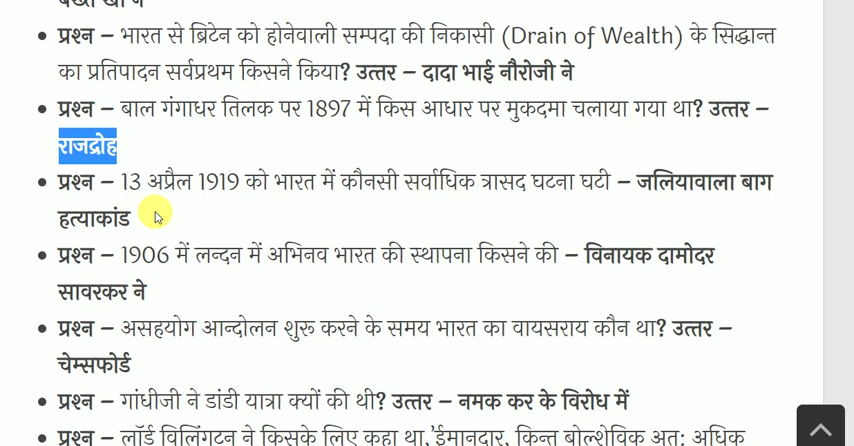 बख्त खाँ ने
प्रश्न – भारत से ब्रिटेन को होनेवाली सम्पदा की निकासी (Drain of Wealth) के सिद्धान्त
का प्रतिपादन सर्वप्रथम किसने किया? उत्तर – दादा भाई नौरोजी ने
प्रश्न – बाल गंगाधर तिलक पर 1897 में किस आधार पर मुकदमा चलाया गया था? उत्तर –
राजद्रोह
प्रश्न – 13 अप्रैल 1919 को भारत में कौनसी सर्वाधिक त्रासद घटना घटी – जलियावाला बाग
हत्याकांड
प्रश्न – 1906 में लन्दन में अभिनव भारत की स्थापना किसने की – विनायक दामोदर
सावरकर ने
प्रश्न – असहयोग आन्दोलन शुरू करने के समय भारत का वायसराय कौन था? उत्तर –
चेम्सफोर्ड
प्रश्न – गांधीजी ने डांडी यात्रा क्यों की थी? उत्तर – नमक कर के विरोध में
प्रश्न – लॉर्ड विलिंगटन ने किसके लिए कहा था,'ईमानदार, किन्तु बोल्शेविक अत: अधिक